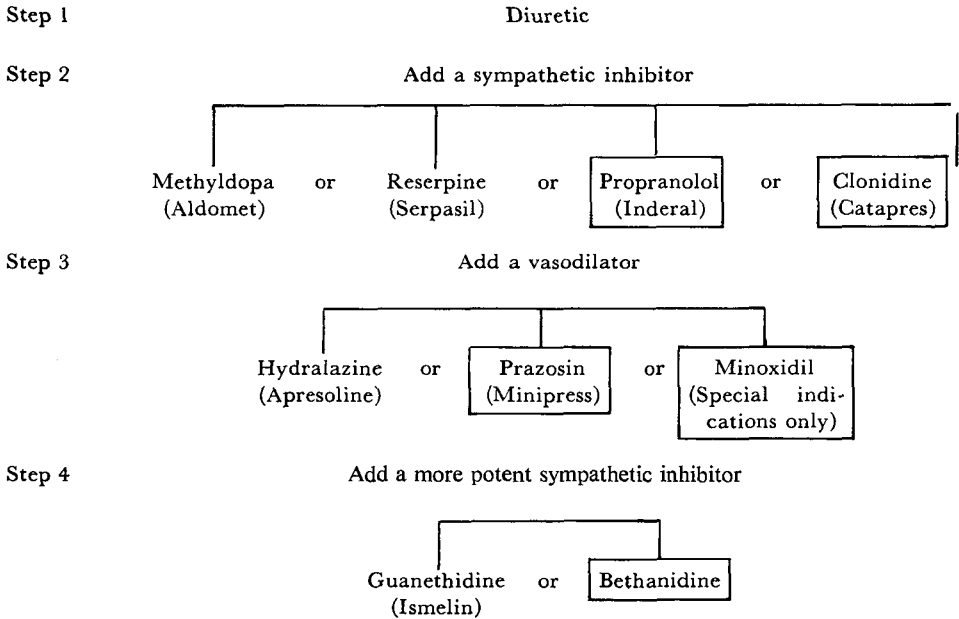 Step 1 Diuretic
Step 2 Add a sympathetic inhibitor
Methyldopa or Reserpine or Propranolol or Clonidine
(Aldomet) (Serpasil) (Inderal) (Catapres)
Step 3 Add a vasodilator
Hydralazine or Prazosin or Minoxidil
(Apresoline) (Minipress) (Special indi-
cations only)
Step 4 Add a more potent sympathetic inhibitor
Guanethidine or Bethanidine
(Ismelin)